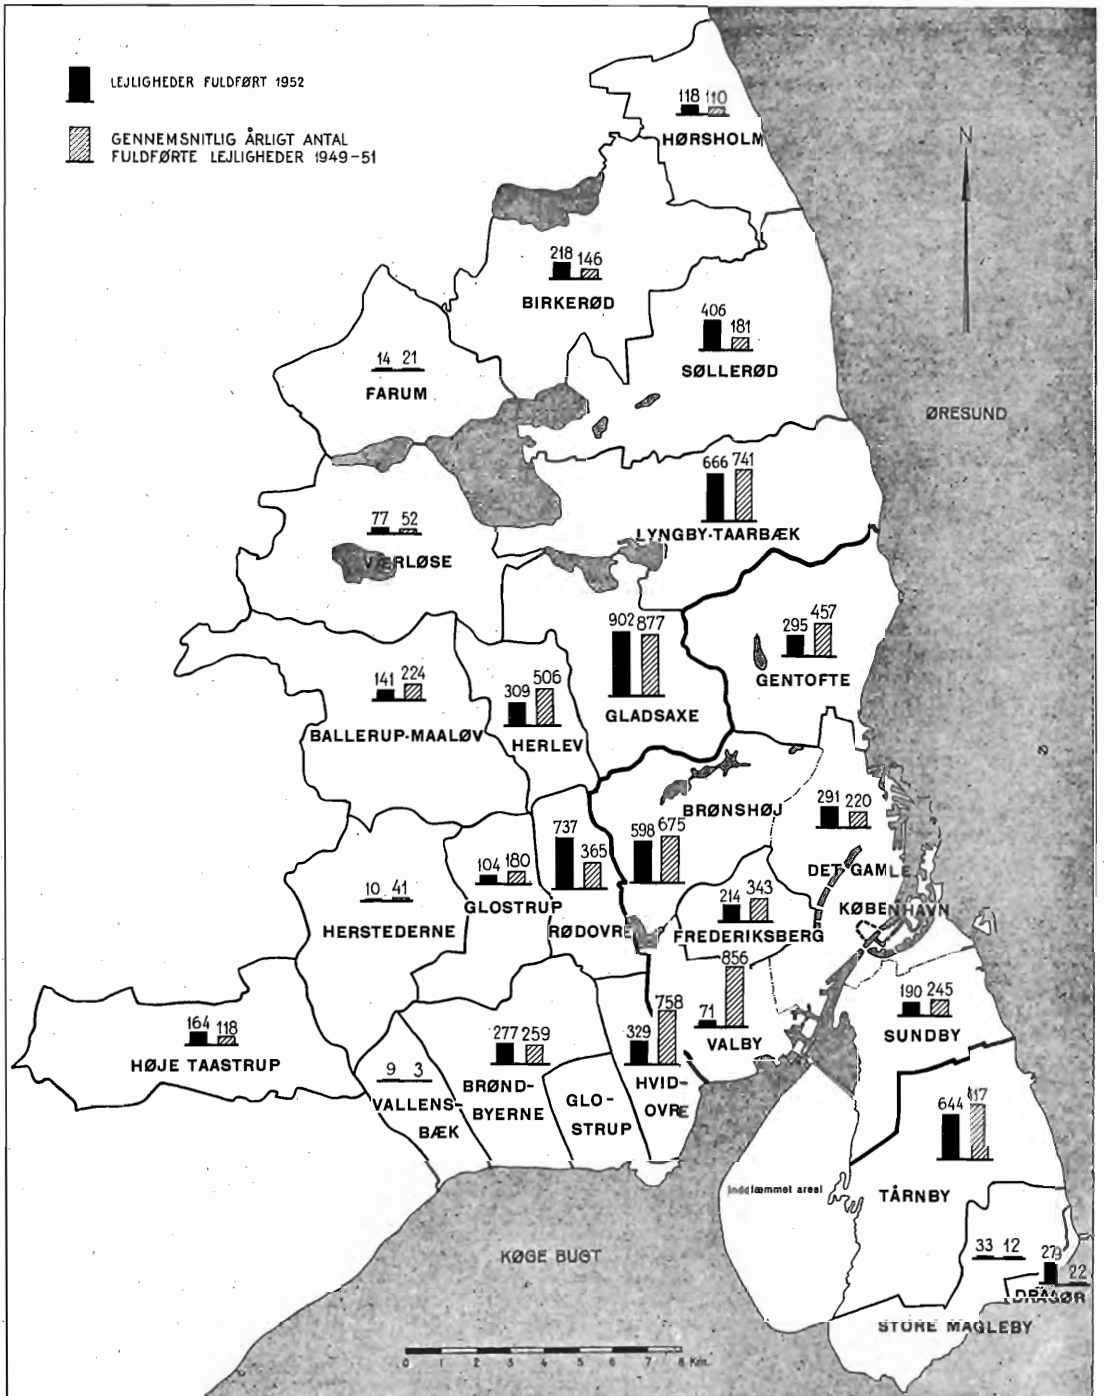 LEJLIGHEDER FULDFØRT 1952
GENNEMSNITLIG ÅRLIGT ANTAL
FULDFØRTE LEJLIGHEDER 1949-51
118 110
HØRSHOLM
N
218 146
BIRKERØD
406 181
SØLLERØD
14 21
FARUM
ØRESUND
666 741
LYNGBY-TAARBÆK
77 52
VÆRLØSE
902 877
GLADSAXE
295 457
GENTOFTE
141 224
BALLERUP-MAALØV
309 506
HERLEV
BRØNSHØJ
598 675
291 220
DET GAMLE
KØBENHAVN
737 365
RØDOVRE
104 180
GLOSTRUP
10 41
HERSTEDERNE
214 343
FREDERIKSBERG
71 856
VALBY
190 245
SUNDBY
164 118
HØJE TAASTRUP
9 3
VALLENS-
BÆK
277 259
BRØND-
BYERNE
GLO-
STRUP
329 758
HVID-
OVRE
644
TÅRNBY
Inddæmmet areal
33 12
279 22
DRAGØR
STORE MAGLEBY
KØGE BUGT
0 1 2 3 4 5 6 7 8 Km.